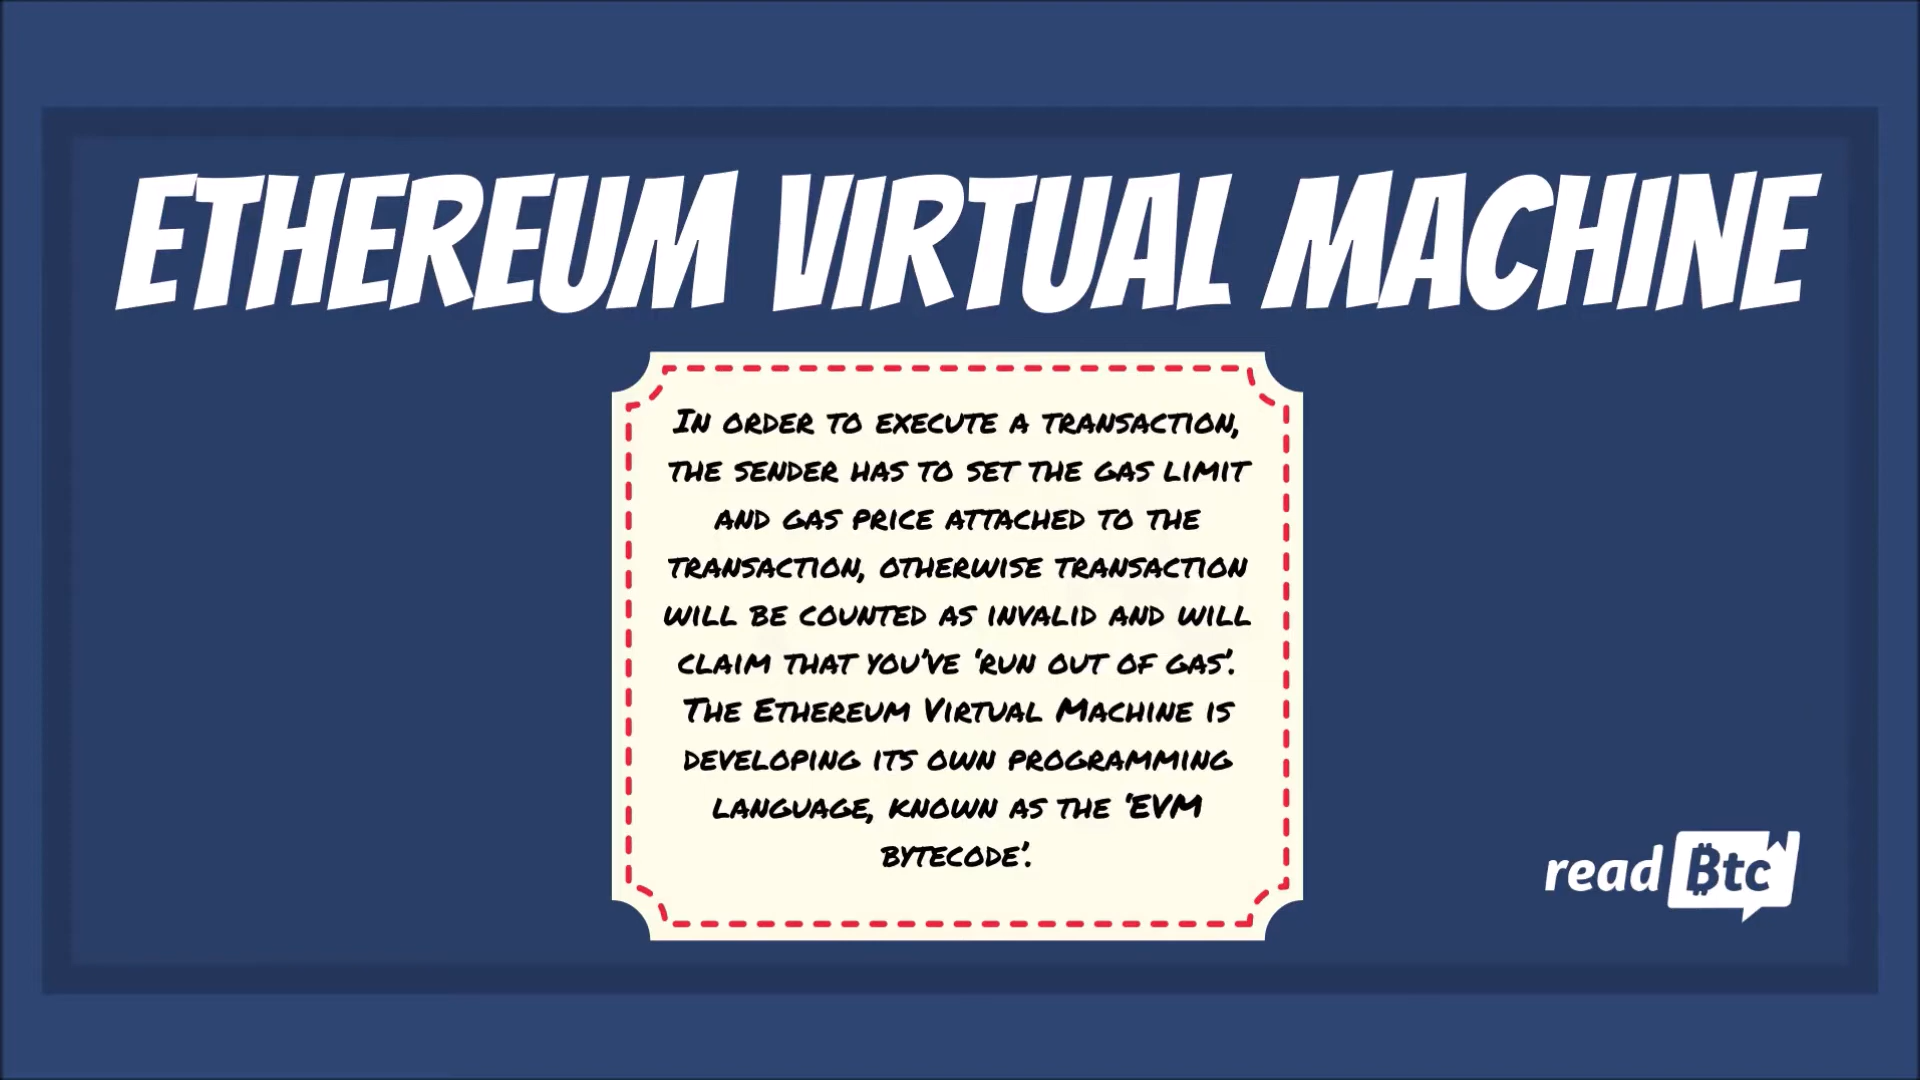 ETHEREUM VIRTUAL MACHINE
In order to execute a transaction,
the sender has to set the gas limit
and gas price attached to the
transaction, otherwise transaction
will be counted as invalid and will
claim that you've 'run out of gas'.
The Ethereum Virtual Machine is
developing its own programming
language, known as the 'EVM
bytecode'.
read Btc